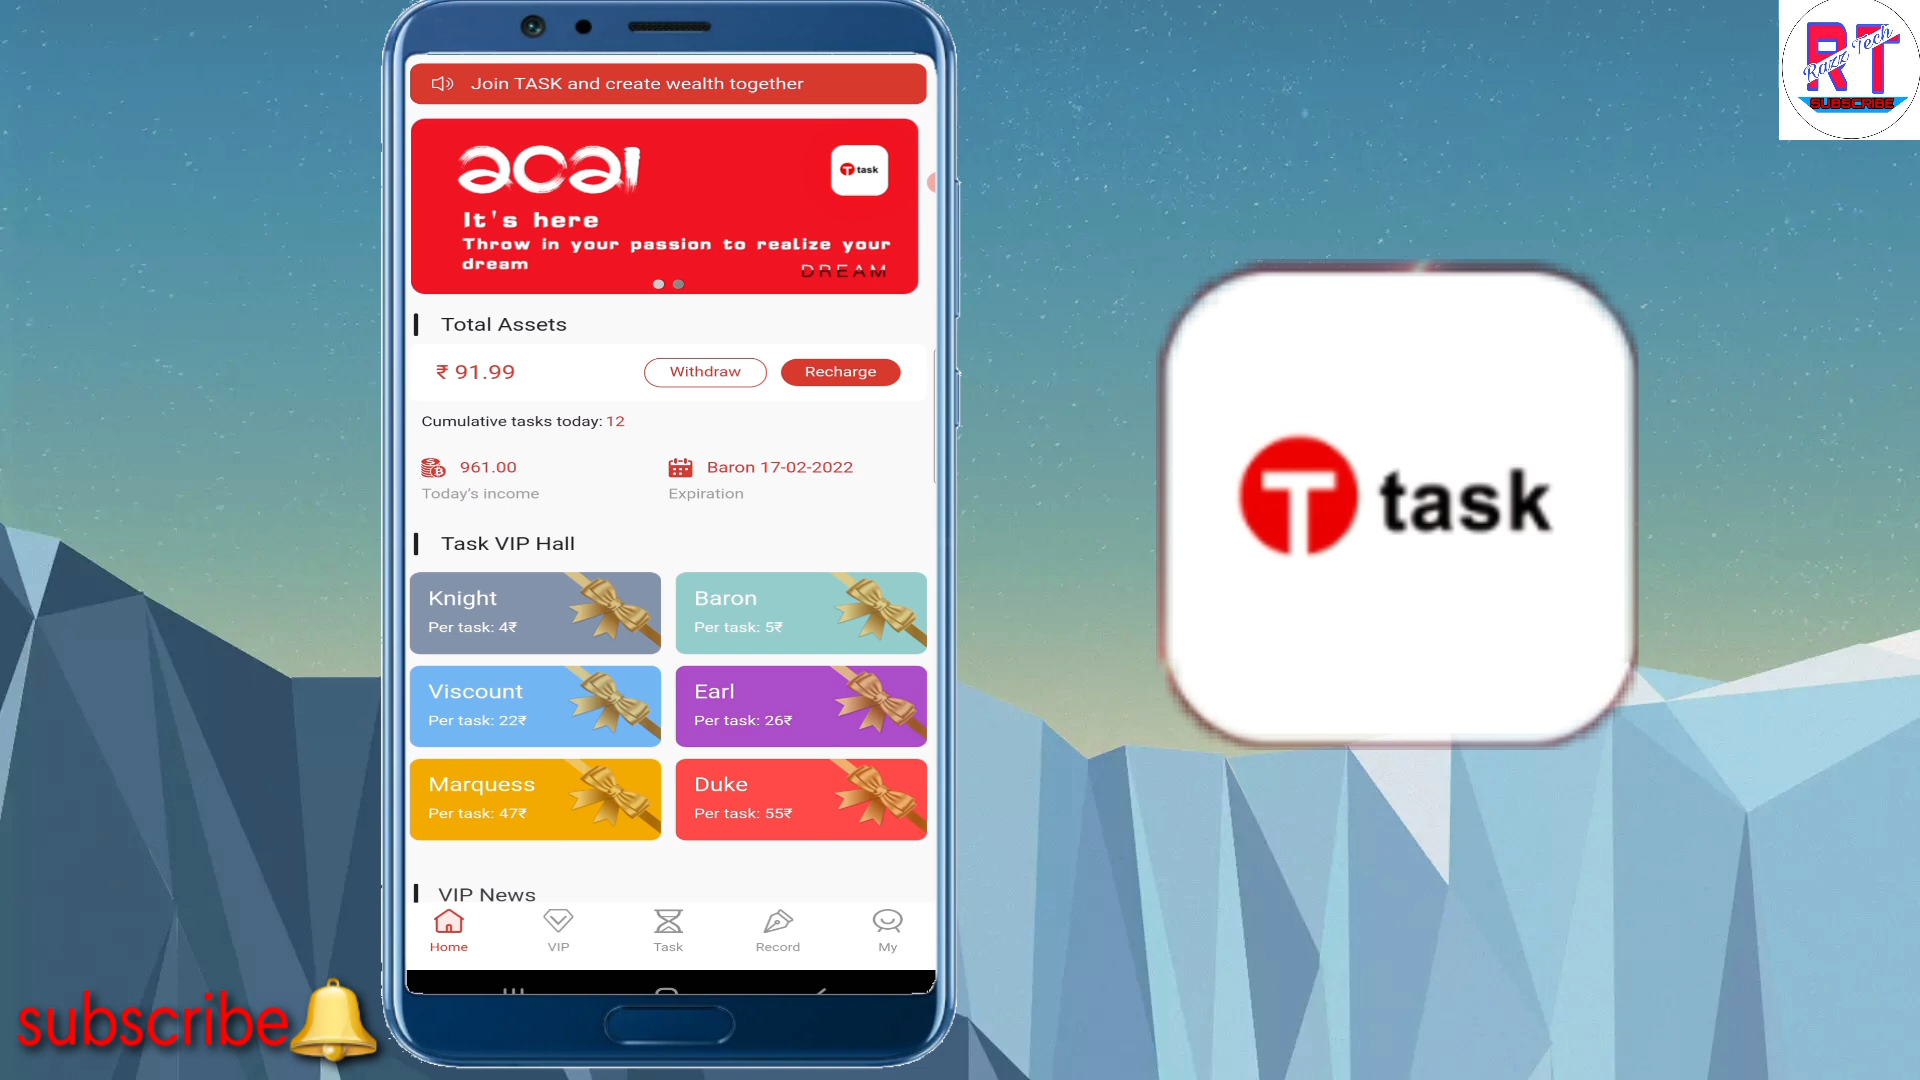 Join TASK and create wealth together
acai
T task
It's here
Throw in your passion to realize your
dream
DREAM
Total Assets
₹ 91.99
Withdraw
Recharge
Cumulative tasks today: 12
961.00
Today's income
Baron 17-02-2022
Expiration
Task VIP Hall
Knight
Per task: 4₹
Baron
Per task: 5₹
Viscount
Per task: 22₹
Earl
Per task: 26₹
Marquess
Per task: 47₹
Duke
Per task: 55₹
VIP News
Home
VIP
Task
Record
My
T task
RT
Razz Tech
SUBSCRIBE
subscribe